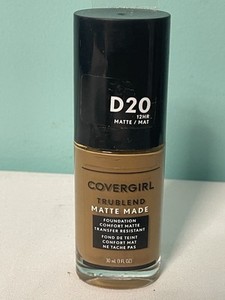 D20
12HR
MATTE / MAT
COVERGIRL
TRUBLEND
MATTE MADE
FOUNDATION
COMFORT MATTE
TRANSFER RESISTANT
FOND DE TEINT
CONFORT MAT
NE TACHE PAS
30 mL (1 FL OZ)